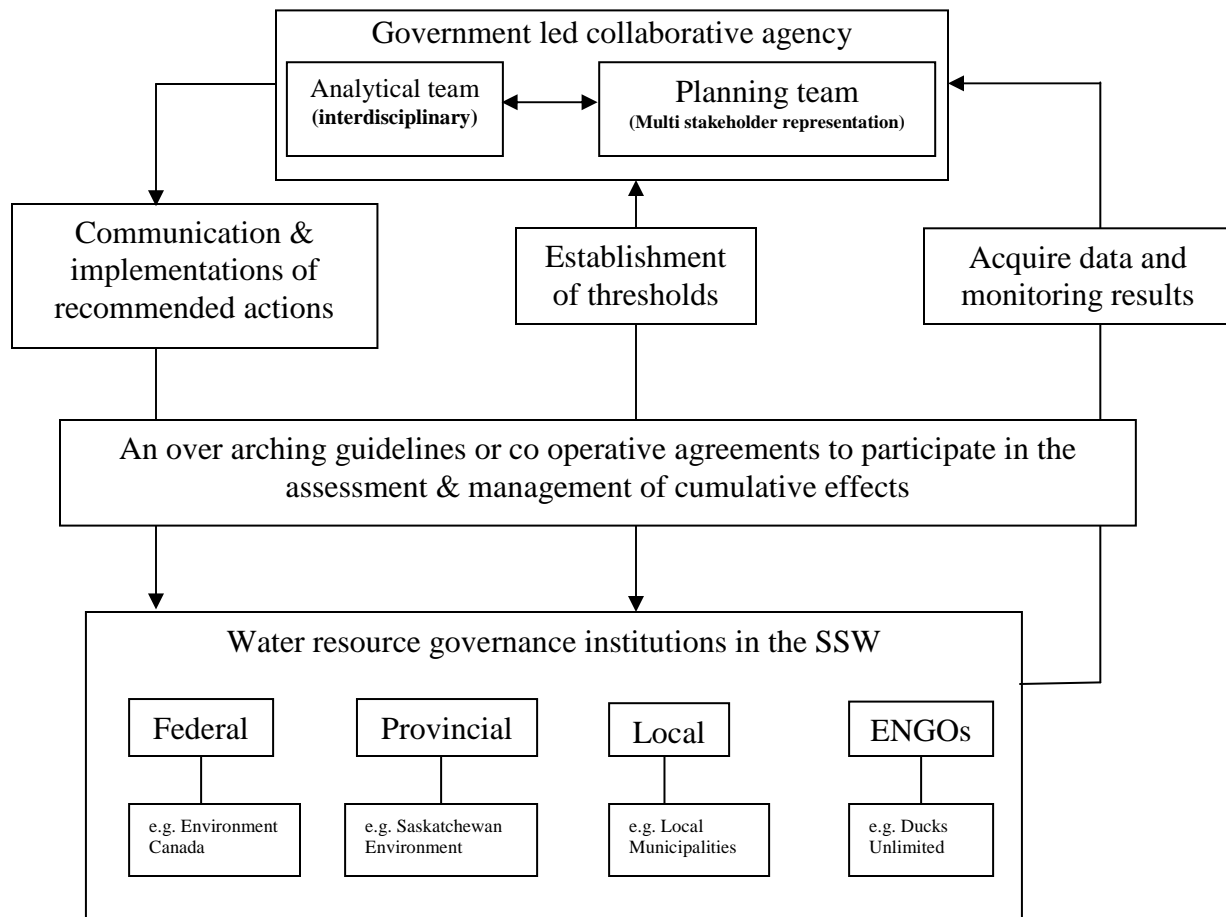 Government led collaborative agency
Analytical team
(interdisciplinary)
Planning team
(Multi stakeholder representation)
Communication &
implementations of
recommended actions
Establishment
of thresholds
Acquire data and
monitoring results
An over arching guidelines or co operative agreements to participate in the
assessment & management of cumulative effects
Water resource governance institutions in the SSW
Federal
Provincial
Local
ENGOs
e.g. Environment
Canada
e.g. Saskatchewan
Environment
e.g. Local
Municipalities
e.g. Ducks
Unlimited